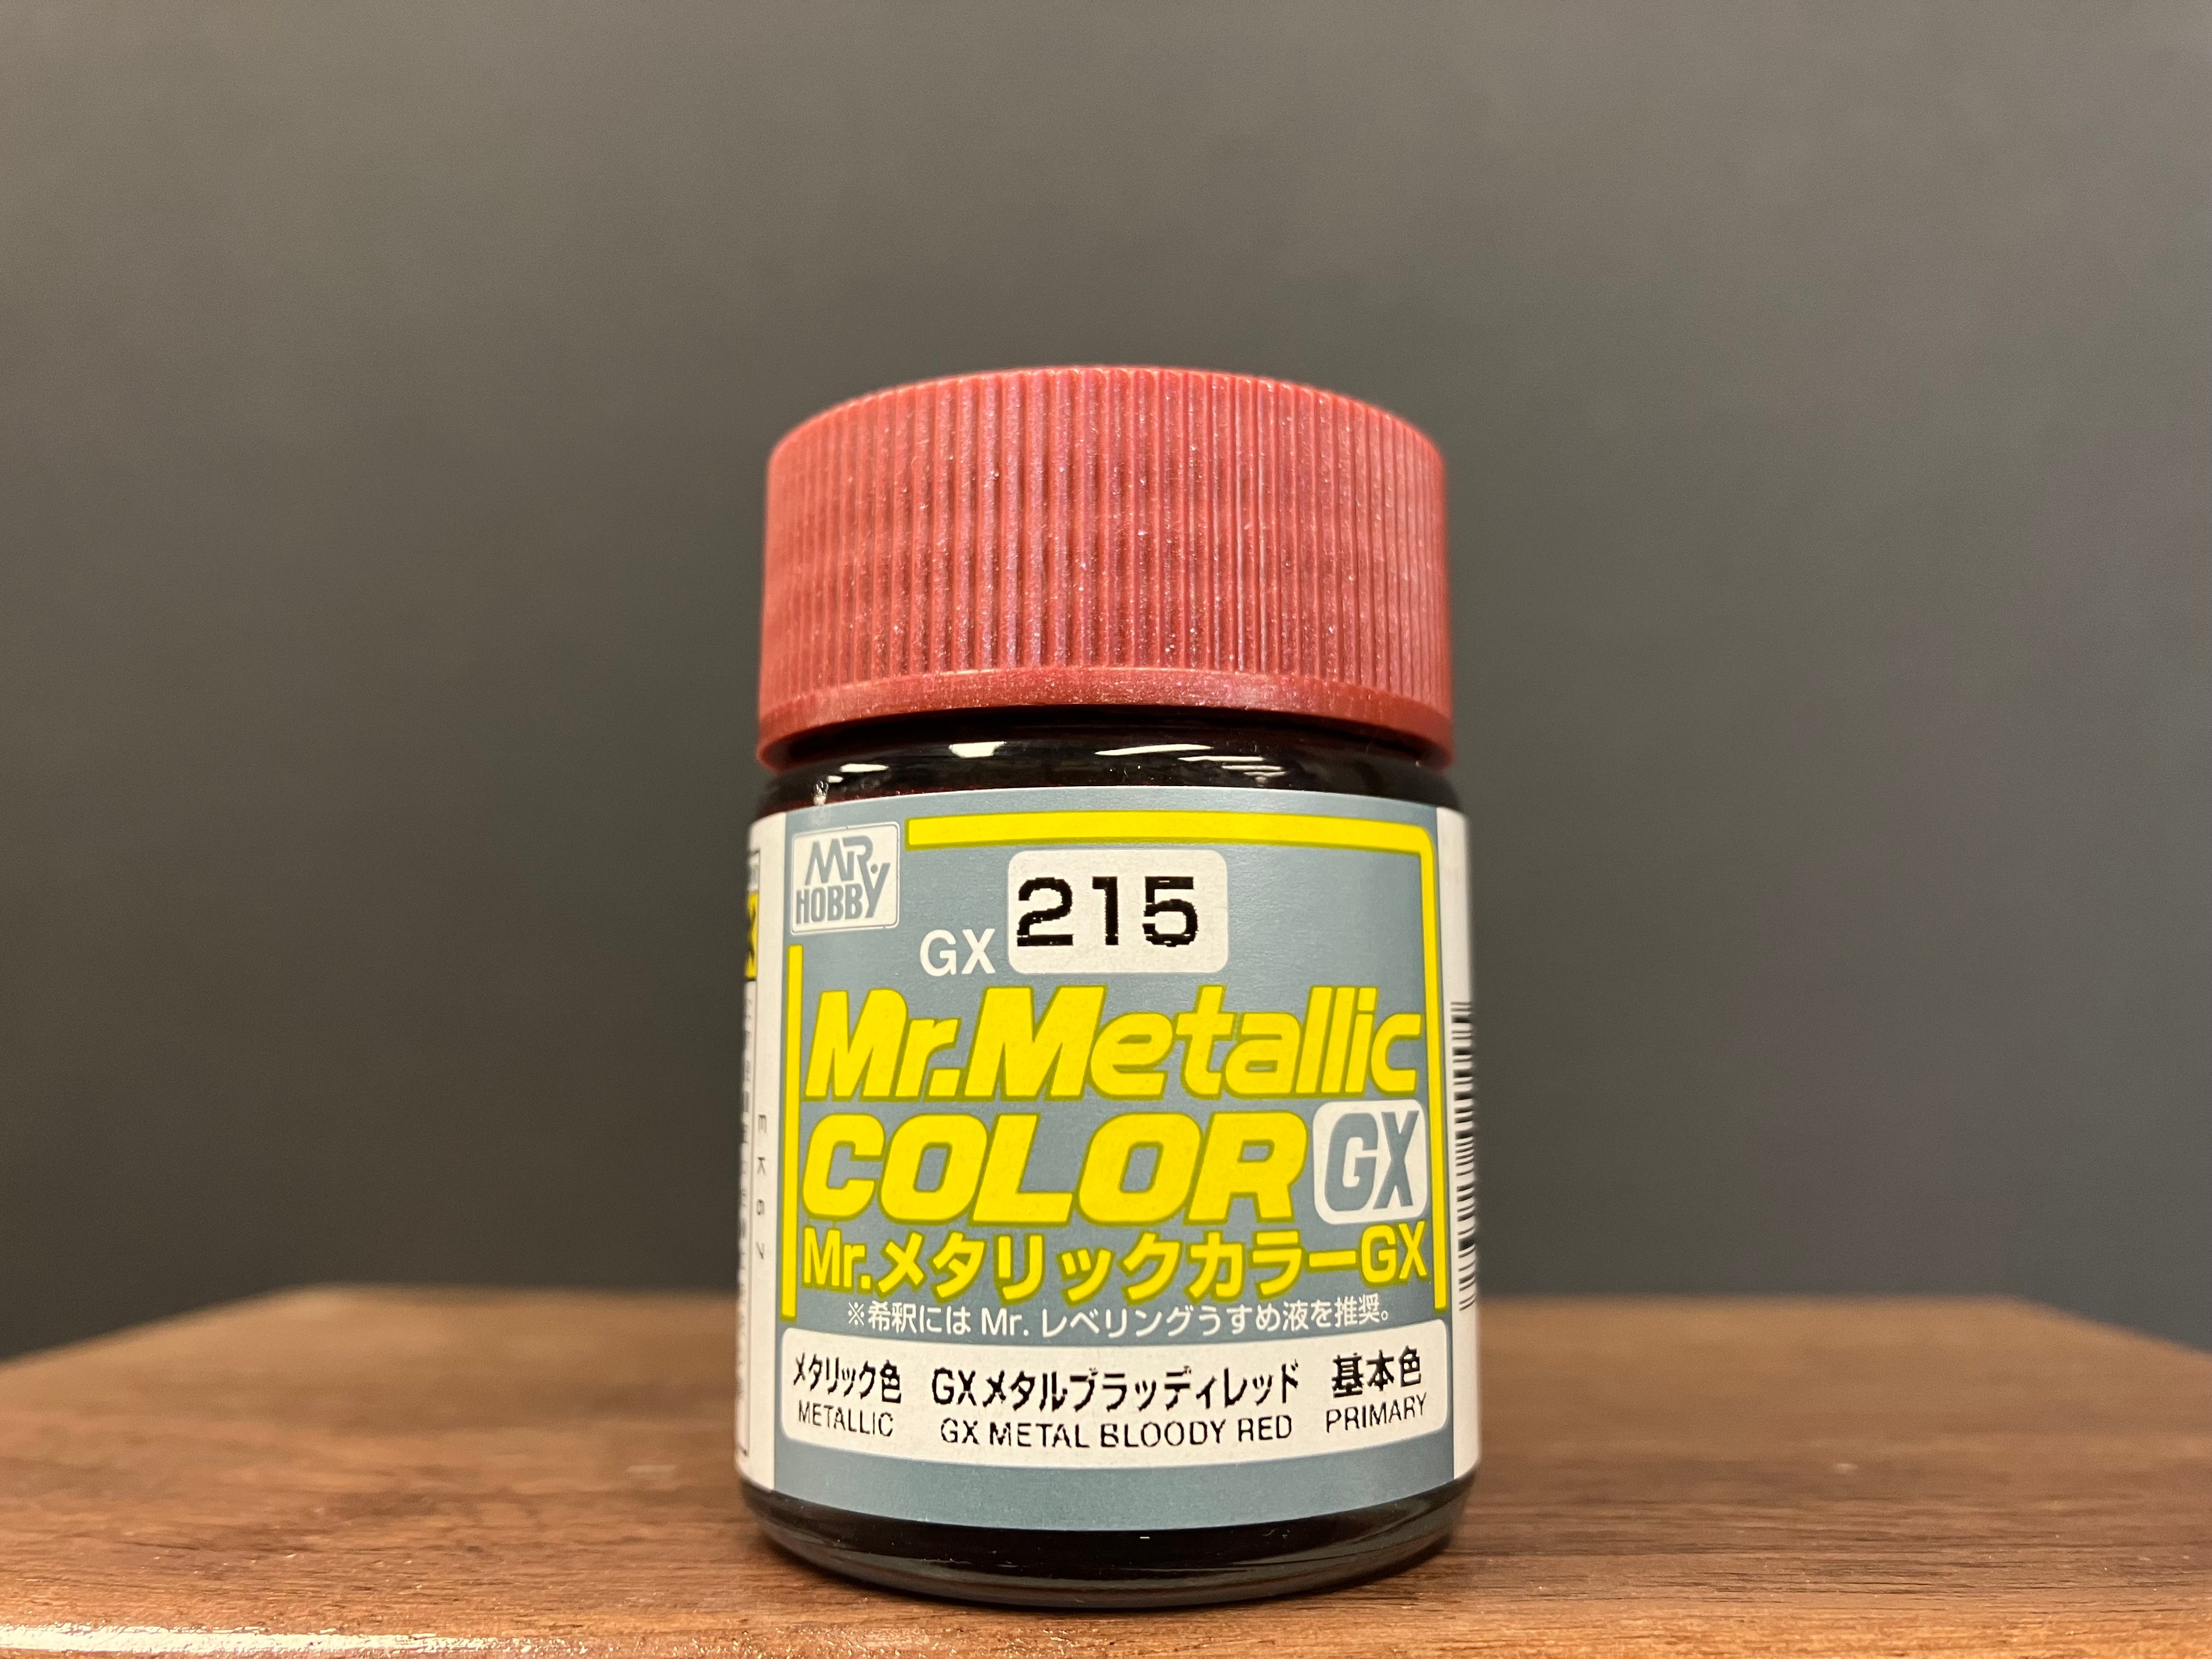 MR. HOBBY
GX 215
Mr.Metallic
COLOR GX
Mr.メタリックカラーGX
※希釈には Mr. レベリングうすめ液を推奨。
メタリック色 GXメタルブラッディレッド 基本色
METALLIC GX METAL BLOODY RED PRIMARY
EK67